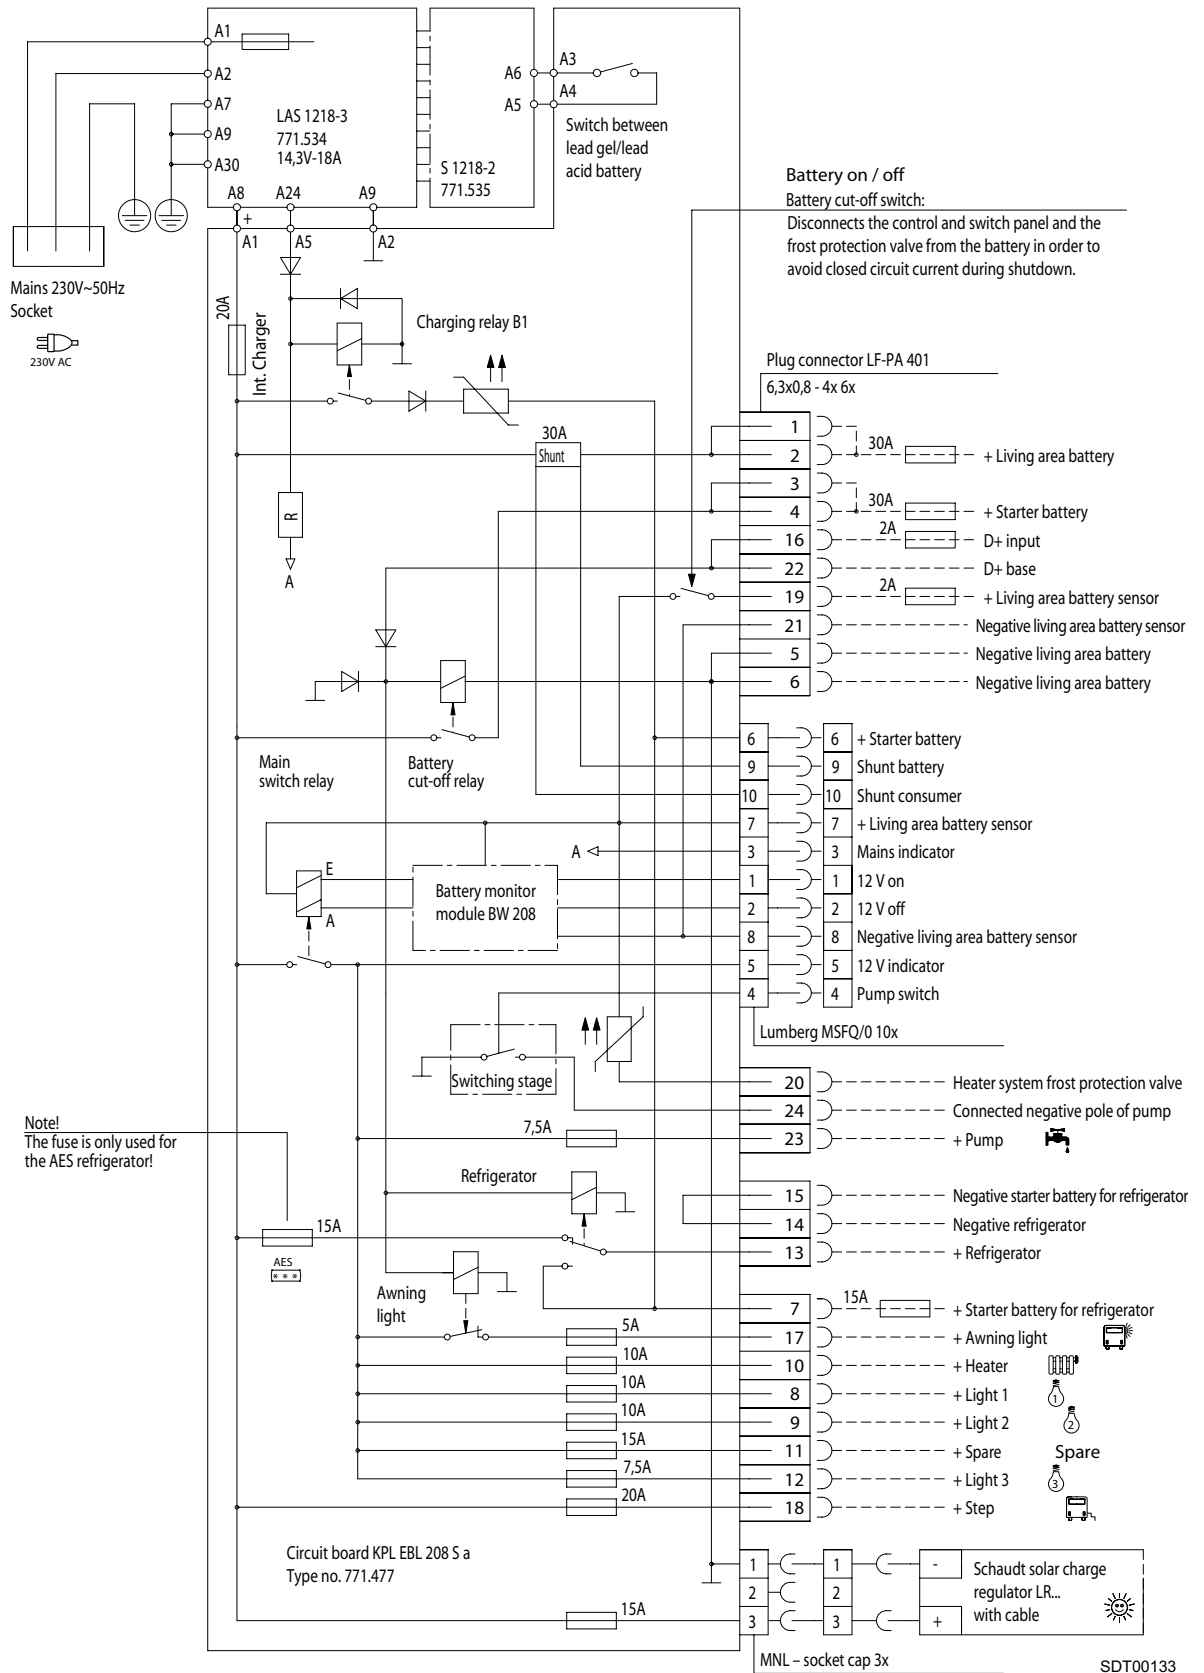 A1
A2
A7
A9
A30
LAS 1218-3
771.534
14,3V-18A
A8
A24
A9
+
A1
A5
A2
S 1218-2
771.535
A6
A5
A3
A4
Switch between
lead gel/lead
acid battery
Mains 230V~50Hz
Socket
230V AC
Battery on / off
Battery cut-off switch:
Disconnects the control and switch panel and the
frost protection valve from the battery in order to
avoid closed circuit current during shutdown.
20A
Int. Charger
Charging relay B1
R
A
30A
Shunt
Plug connector LF-PA 401
6,3x0,8 - 4x 6x
1
2 30A + Living area battery
3
4 30A + Starter battery
16 2A D+ input
22 D+ base
19 2A + Living area battery sensor
21 Negative living area battery sensor
5 Negative living area battery
6 Negative living area battery
Main
switch relay
Battery
cut-off relay
6 6 + Starter battery
9 9 Shunt battery
10 10 Shunt consumer
7 7 + Living area battery sensor
A 3 3 Mains indicator
1 1 12 V on
2 2 12 V off
8 8 Negative living area battery sensor
5 5 12 V indicator
4 4 Pump switch
E
A
Battery monitor
module BW 208
Lumberg MSFQ/0 10x
Switching stage
20 Heater system frost protection valve
24 Connected negative pole of pump
7,5A 23 + Pump
Note!
The fuse is only used for
the AES refrigerator!
15A
AES
* * *
Refrigerator
15 Negative starter battery for refrigerator
14 Negative refrigerator
13 + Refrigerator
Awning
light
7 15A + Starter battery for refrigerator
5A 17 + Awning light
10A 10 + Heater
10A 8 + Light 1 1
10A 9 + Light 2 2
15A 11 + Spare Spare
7,5A 12 + Light 3 3
20A 18 + Step
Circuit board KPL EBL 208 S a
Type no. 771.477
15A
1 1 -
2 2
3 3 +
Schaudt solar charge
regulator LR...
with cable
MNL – socket cap 3x
SDT00133